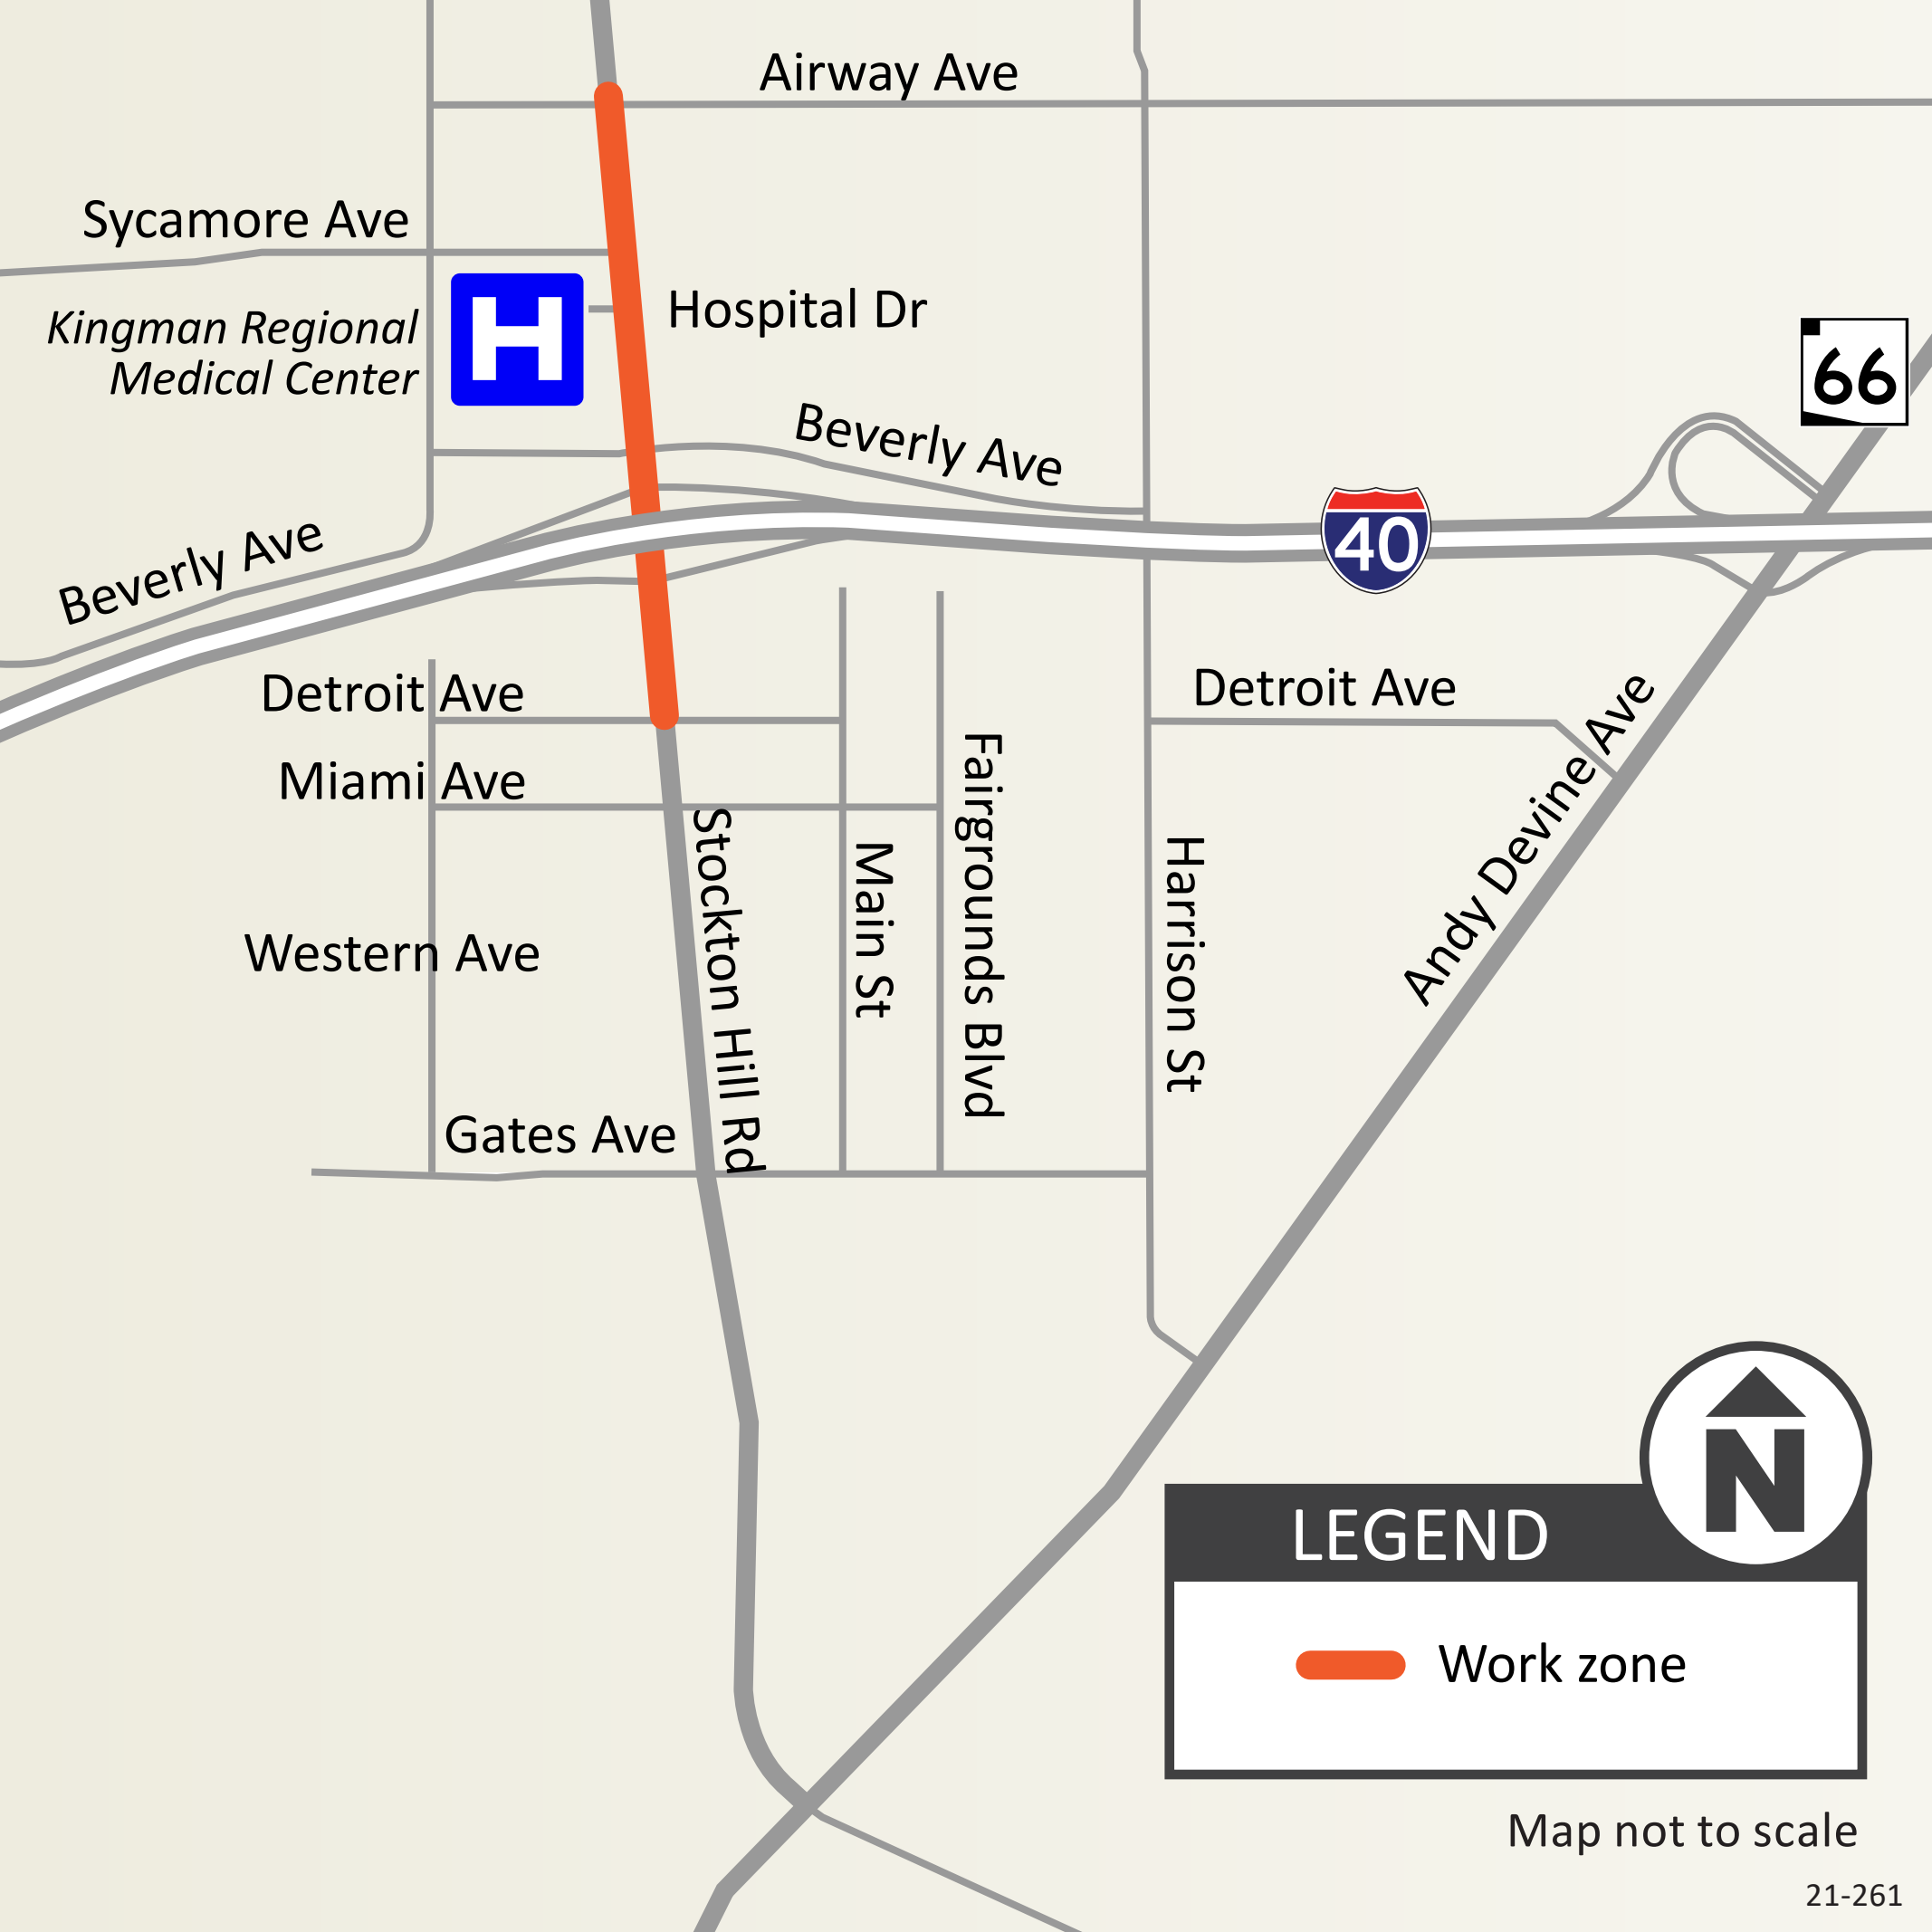 Airway Ave
Sycamore Ave
Kingman Regional
Medical Center
H
Hospital Dr
66
Beverly Ave
40
Beverly Ave
Detroit Ave
Detroit Ave
Miami Ave
Stockton Hill Rd
Main St
Fairgrounds Blvd
Harrison St
Andy Devine Ave
Western Ave
Gates Ave
N
LEGEND
Work zone
Map not to scale
21-261